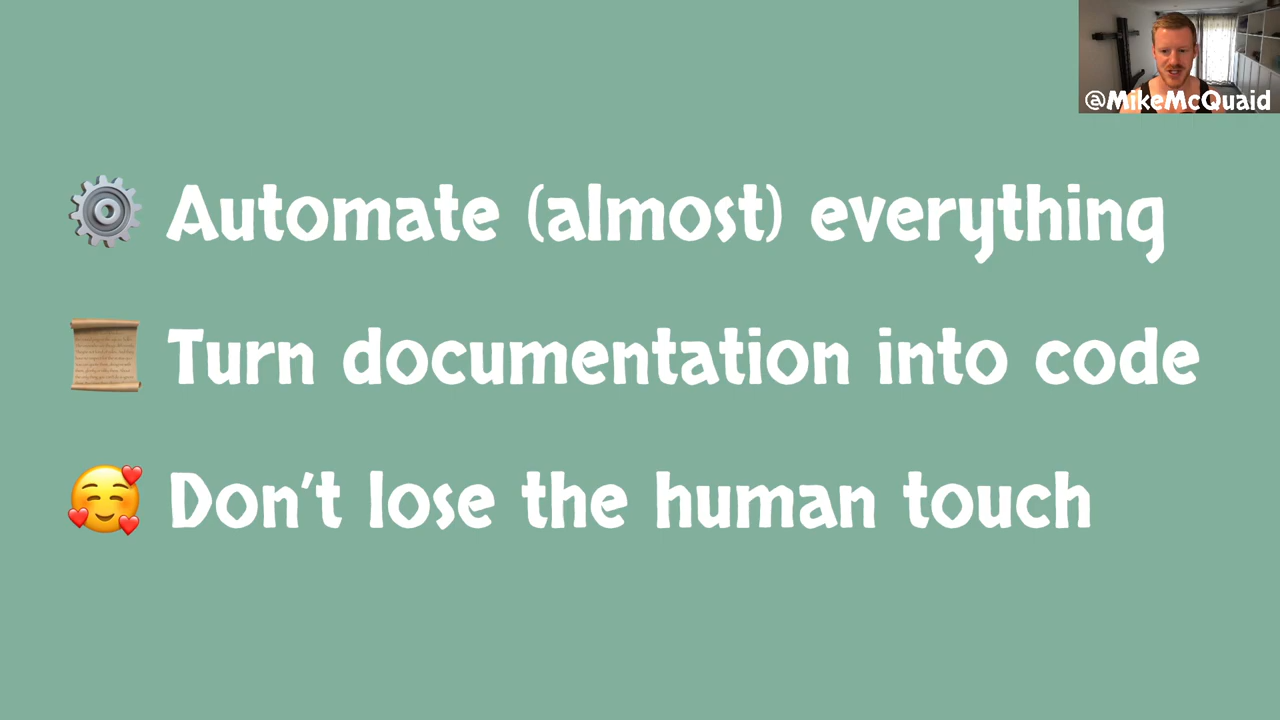 @MikeMcQuaid
Automate (almost) everything
Turn documentation into code
Don't lose the human touch